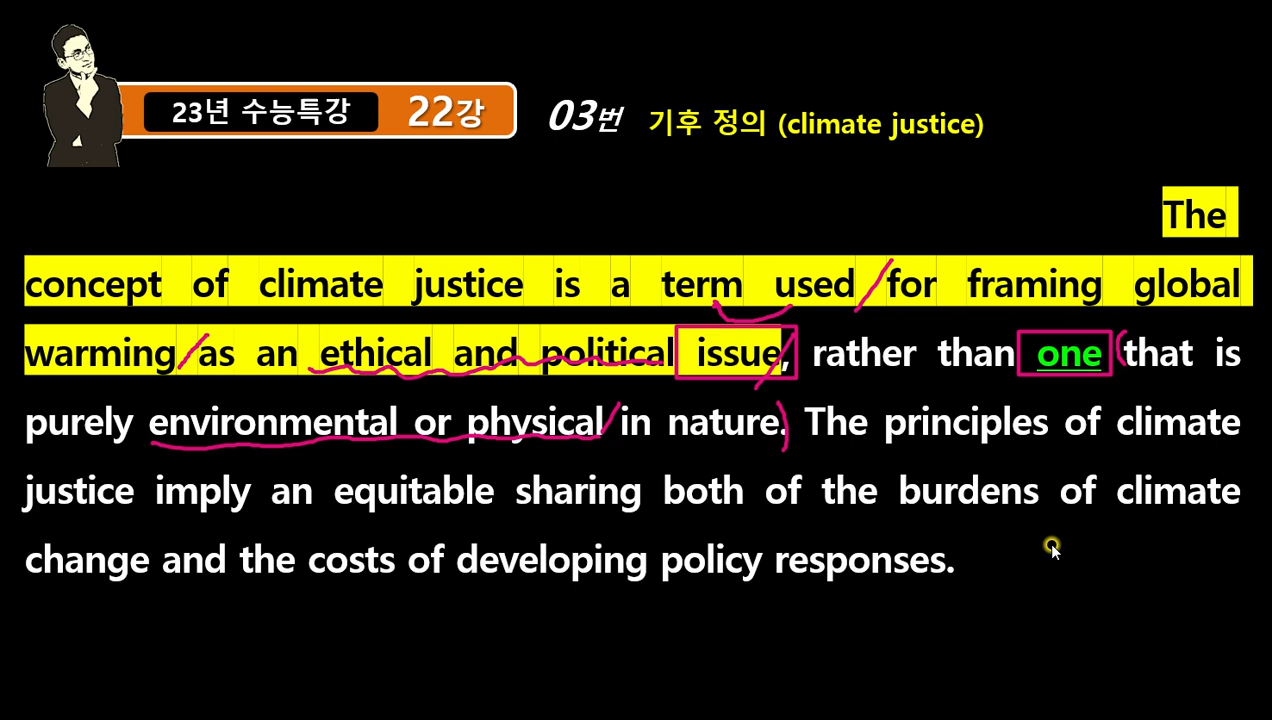 23년 수능특강 22강 03번 기후 정의 (climate justice)
The
concept of climate justice is a term used for framing global
warming as an ethical and political issue, rather than one that is
purely environmental or physical in nature. The principles of climate
justice imply an equitable sharing both of the burdens of climate
change and the costs of developing policy responses.